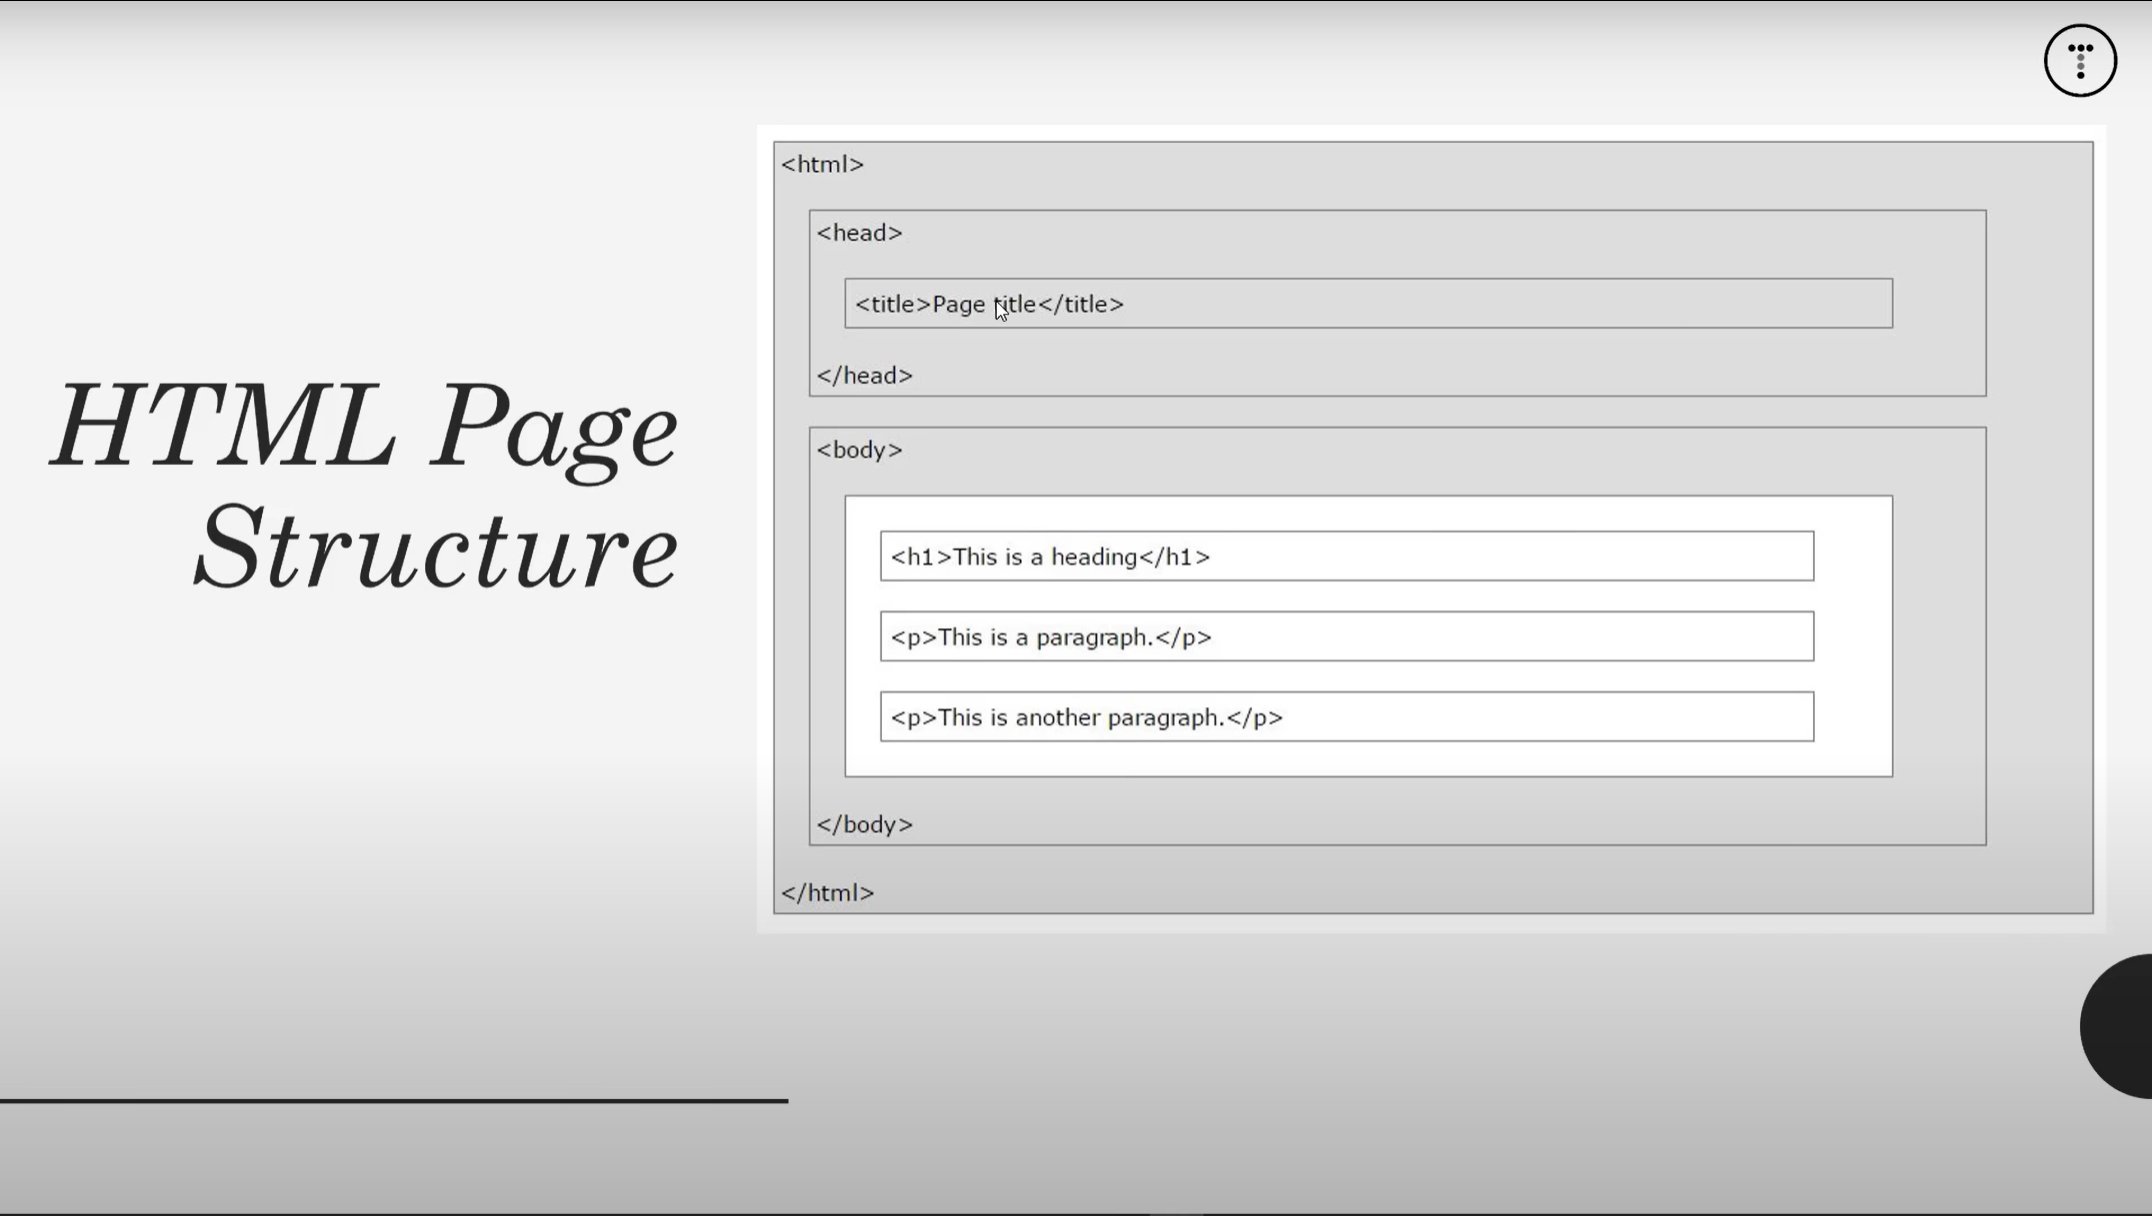 HTML Page
Structure
<html>
<head>
<title>Page title</title>
</head>
<body>
<h1>This is a heading</h1>
<p>This is a paragraph.</p>
<p>This is another paragraph.</p>
</body>
</html>